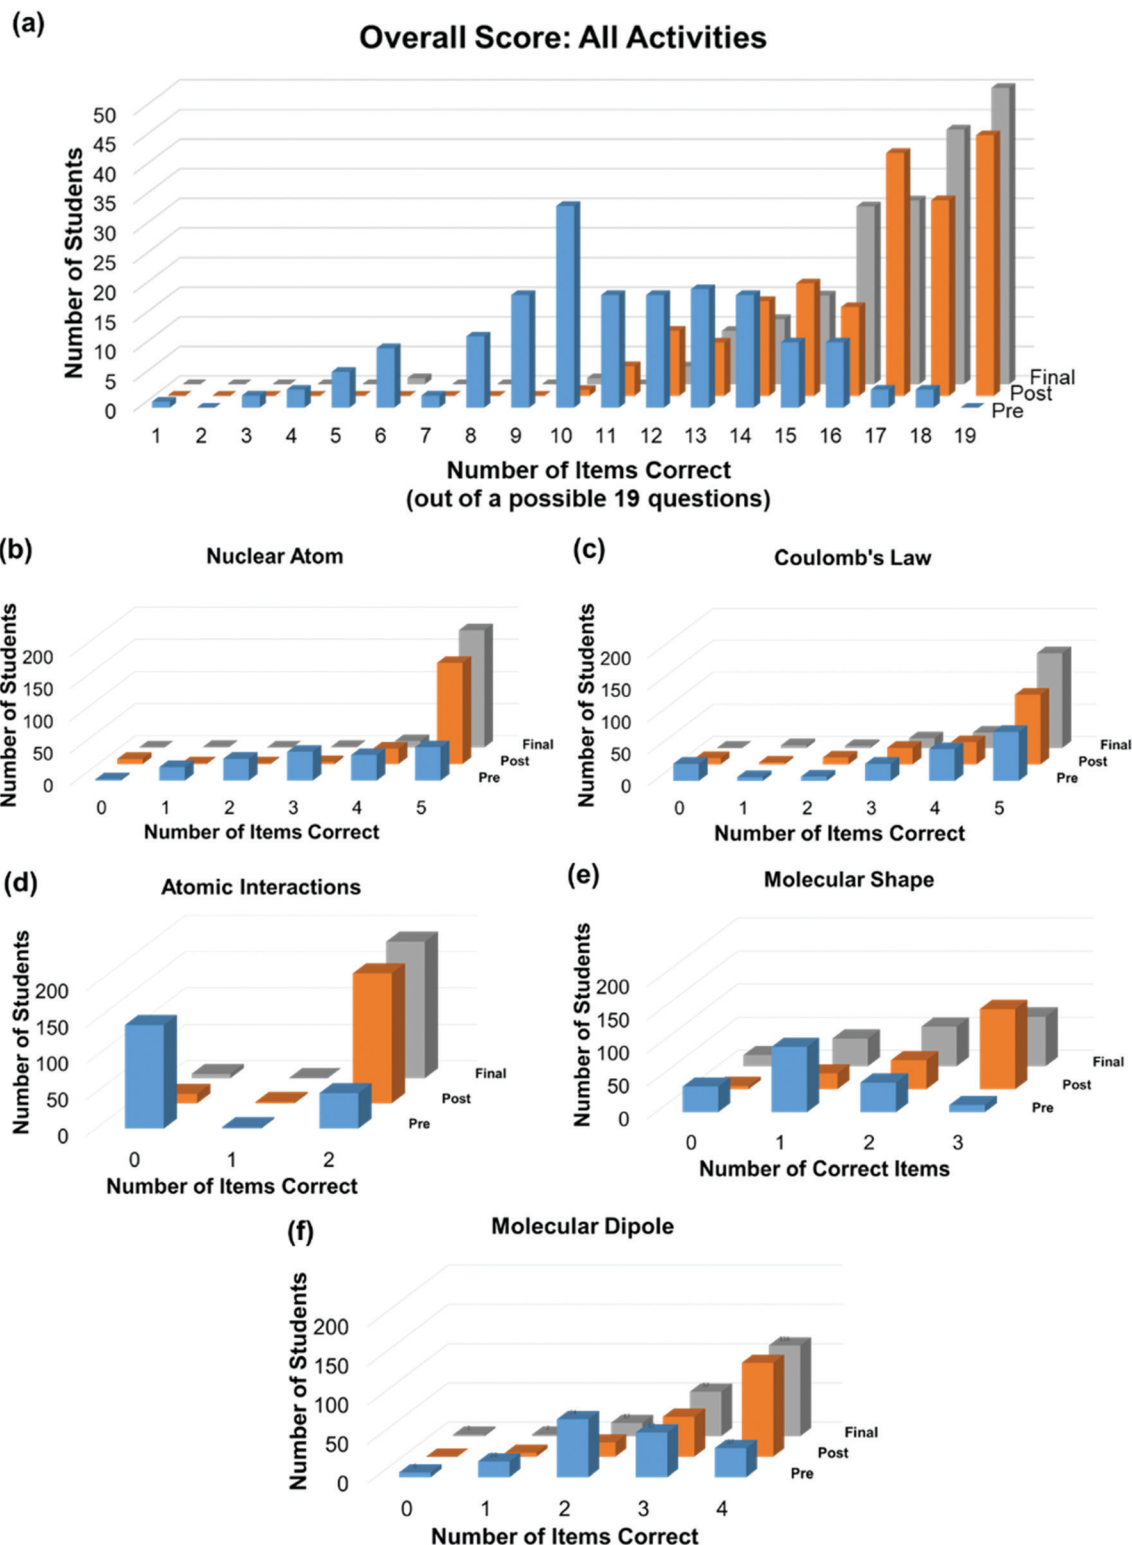 (a)
Overall Score: All Activities
Number of Students
50
45
40
35
30
25
20
15
10
5
0
Final
Post
Pre
1 2 3 4 5 6 7 8 9 10 11 12 13 14 15 16 17 18 19
Number of Items Correct
(out of a possible 19 questions)
(b)
Nuclear Atom
Number of Students
200
150
100
50
0
Final
Post
Pre
0 1 2 3 4 5
Number of Items Correct
(c)
Coulomb's Law
Number of Students
200
150
100
50
0
Final
Post
Pre
0 1 2 3 4 5
Number of Items Correct
(d)
Atomic Interactions
Number of Students
200
150
100
50
0
Final
Post
Pre
0 1 2
Number of Items Correct
(e)
Molecular Shape
Number of Students
200
150
100
50
0
Final
Post
Pre
0 1 2 3
Number of Correct Items
(f)
Molecular Dipole
Number of Students
200
150
100
50
0
Final
Post
Pre
0 1 2 3 4
Number of Items Correct